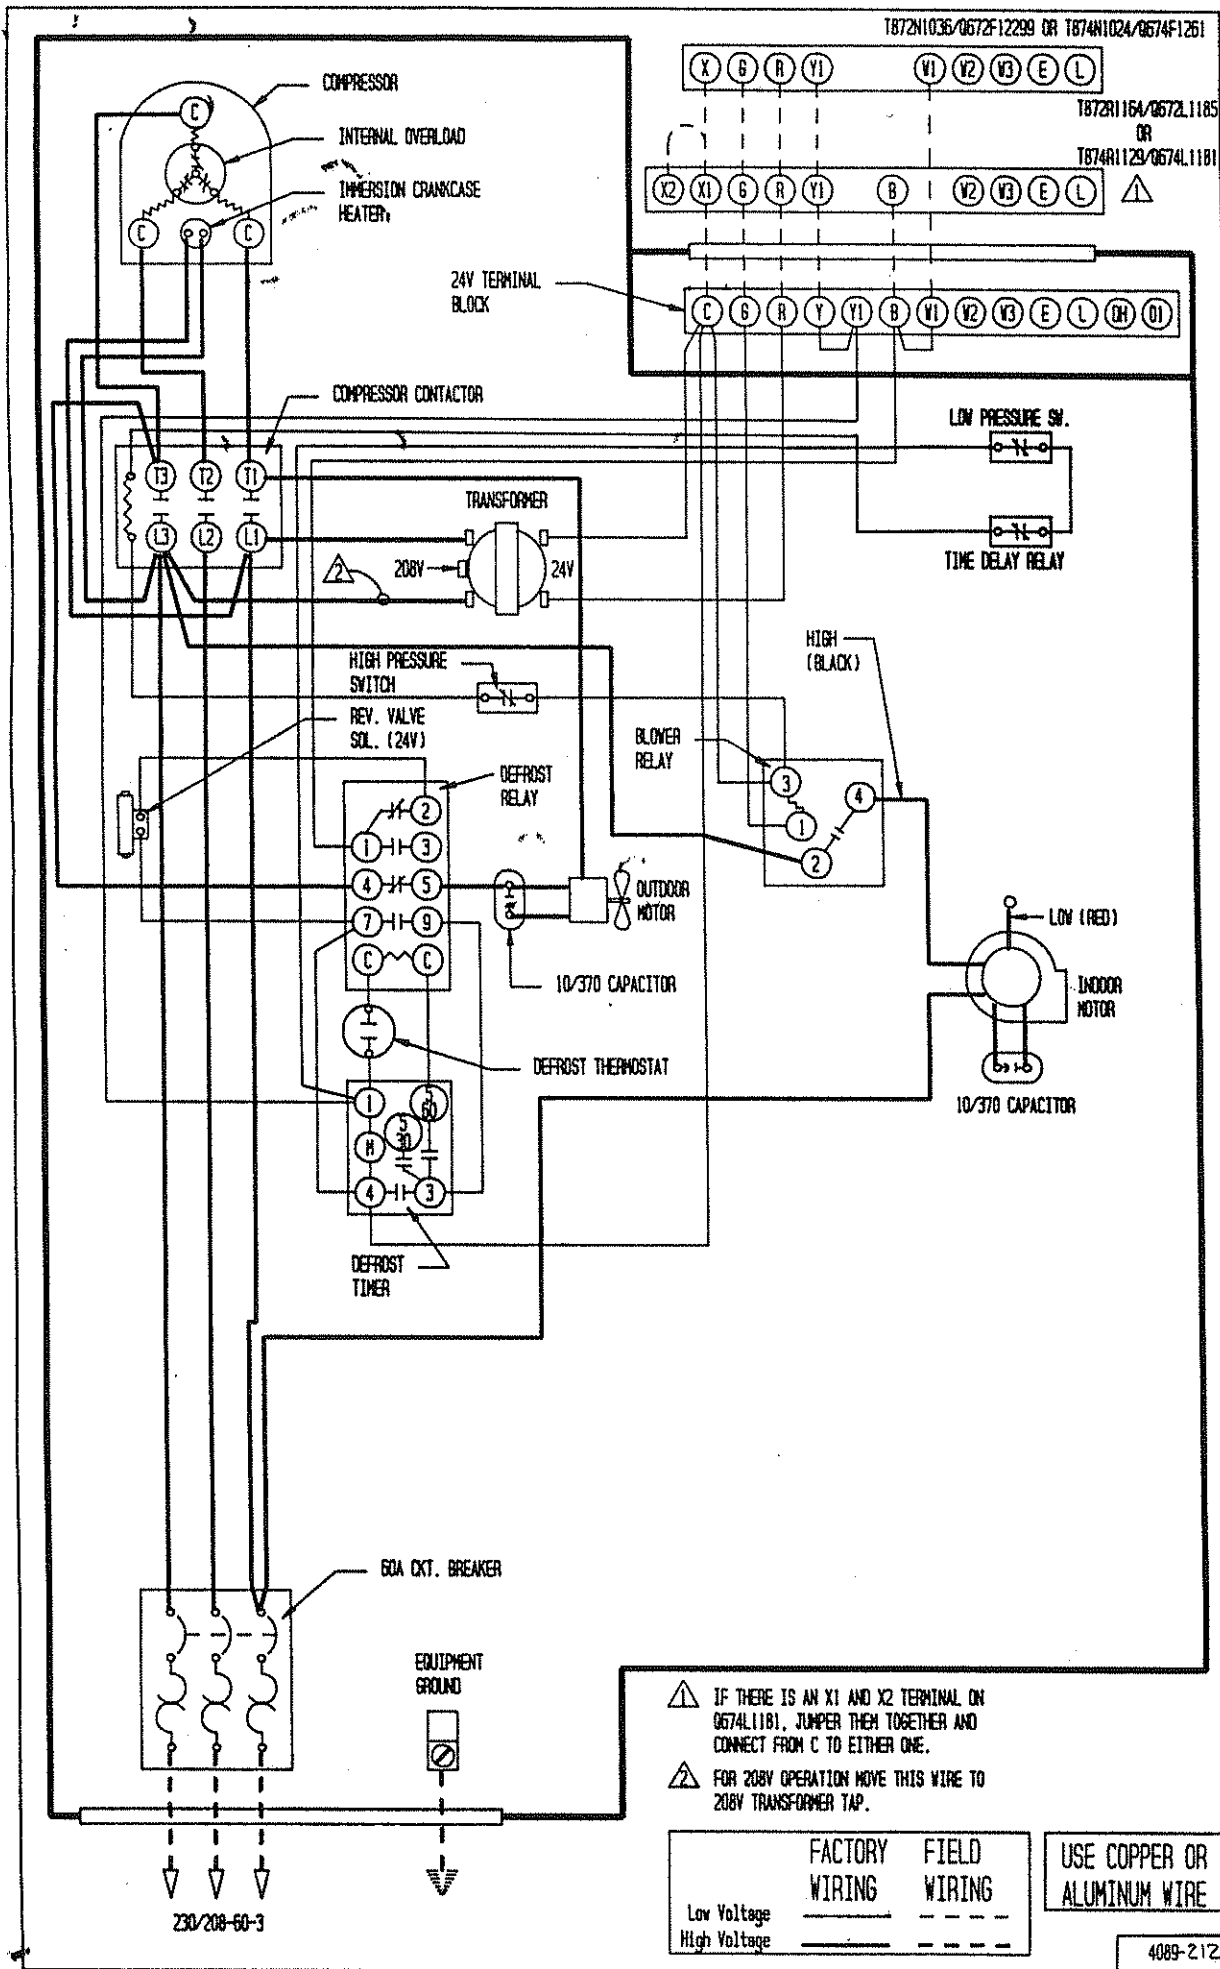 T872N1036/Q672F12299 OR T874N1024/Q674F1261
X G R Y1 W1 W2 W3 E L
T872R1164/Q672L1185
OR
T874R1129/Q674L1181
X2 X1 G R Y1 B W2 W3 E L
1
COMPRESSOR
C
INTERNAL OVERLOAD
IMMERSION CRANKCASE
HEATER
C C
24V TERMINAL
BLOCK
C G R Y Y1 B W1 W2 W3 E L OH O1
COMPRESSOR CONTACTOR
LOW PRESSURE SW.
T3 T2 T1
L3 L2 L1
TRANSFORMER
2
208V
24V
TIME DELAY RELAY
HIGH PRESSURE
SWITCH
HIGH
(BLACK)
REV. VALVE
SOL. (24V)
BLOWER
RELAY
3
4
1
2
DEFROST
RELAY
2
1 3
4 5
7 9
C C
OUTDOOR
MOTOR
10/370 CAPACITOR
LOW (RED)
INDOOR
MOTOR
10/370 CAPACITOR
DEFROST THERMOSTAT
1
5
60
5
30
M
4 3
DEFROST
TIMER
60A CKT. BREAKER
EQUIPMENT
GROUND
230/208-60-3
1 IF THERE IS AN X1 AND X2 TERMINAL ON
Q674L1181, JUMPER THEM TOGETHER AND
CONNECT FROM C TO EITHER ONE.
2 FOR 208V OPERATION MOVE THIS WIRE TO
208V TRANSFORMER TAP.
FACTORY FIELD
WIRING WIRING
Low Voltage
High Voltage
USE COPPER OR
ALUMINUM WIRE
4089-212